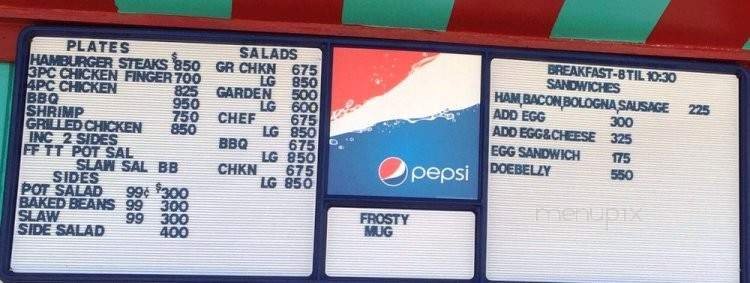 PLATES
HAMBURGER STEAKS $850
3PC CHICKEN FINGER 700
4PC CHICKEN 825
BBQ 950
SHRIMP 750
GRILLED CHICKEN 850
INC 2 SIDES
FF TT POT SAL
SLAW SAL BB
SIDES
POT SALAD 99¢ $300
BAKED BEANS 99 300
SLAW 99 300
SIDE SALAD 400
SALADS
GR CHKN 675
LG 850
GARDEN 500
LG 600
CHEF 675
LG 850
BBQ 675
LG 850
CHKN 675
LG 850
pepsi
FROSTY
MUG
BREAKFAST-8 TIL 10:30
SANDWICHES
HAM,BACON,BOLOGNA,SAUSAGE 225
ADD EGG 300
ADD EGG&CHEESE 325
EGG SANDWICH 175
DOEBELLY 550
menupix